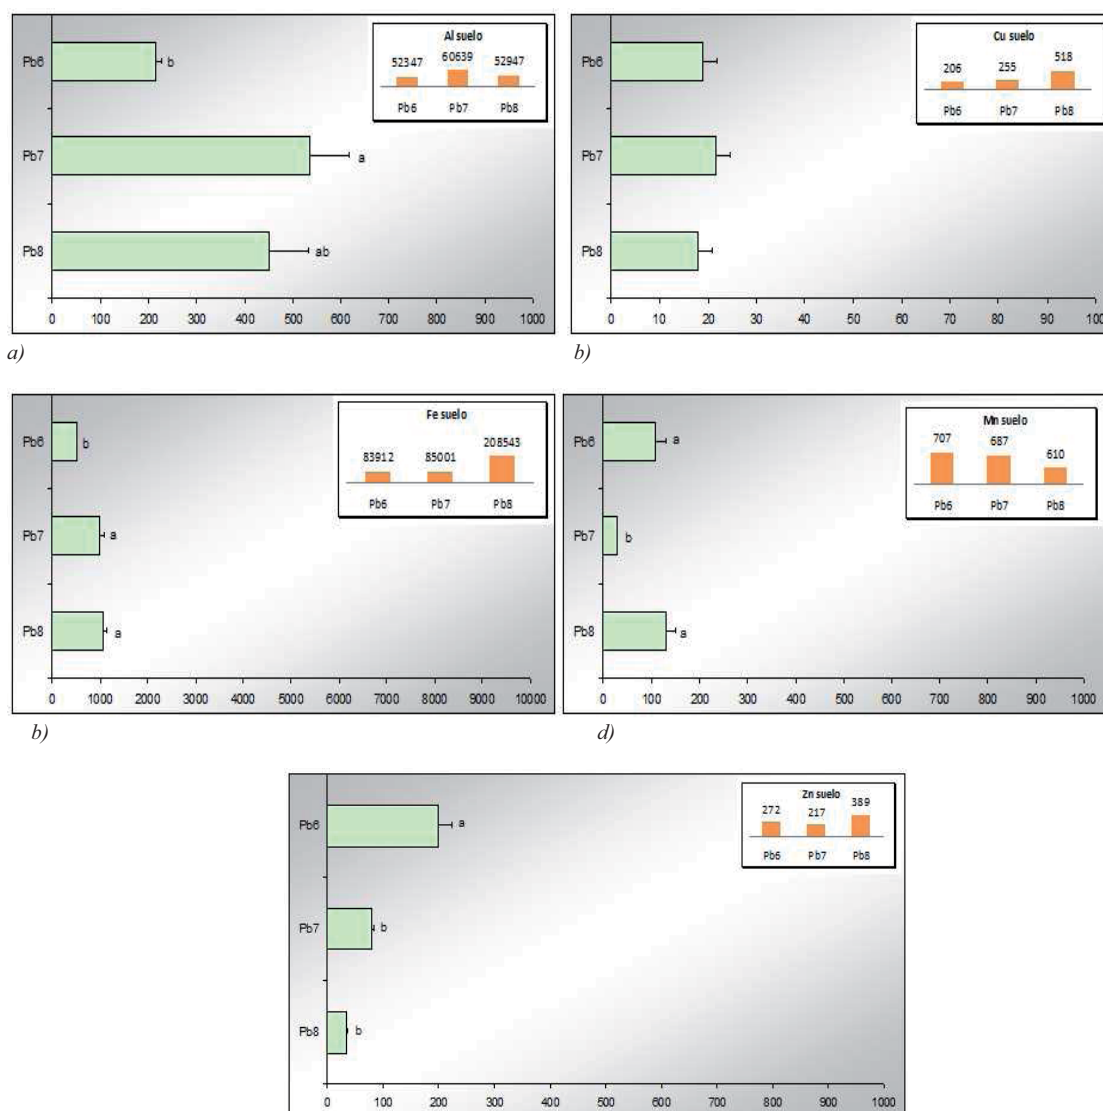 Al suelo
52347 60639 52947
Pb6 Pb7 Pb8
Pb6 b
Pb7 a
Pb8 ab
0 100 200 300 400 500 600 700 800 900 1000
a)
Cu suelo
206 255 518
Pb6 Pb7 Pb8
Pb6
Pb7
Pb8
0 10 20 30 40 50 60 70 80 90 100
b)
Fe suelo
83912 85001 208543
Pb6 Pb7 Pb8
Pb6 b
Pb7 a
Pb8 a
0 1000 2000 3000 4000 5000 6000 7000 8000 9000 10000
b)
Mn suelo
707 687 610
Pb6 Pb7 Pb8
Pb6 a
Pb7 b
Pb8 a
0 100 200 300 400 500 600 700 800 900 1000
d)
Zn suelo
272 217 389
Pb6 Pb7 Pb8
Pb6 a
Pb7 b
Pb8 b
0 100 200 300 400 500 600 700 800 900 1000